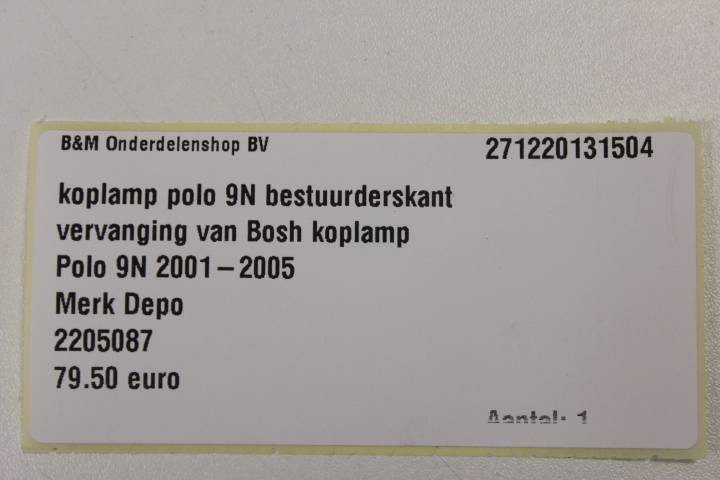 B&M Onderdelenshop BV
271220131504
koplamp polo 9N bestuurderskant
vervanging van Bosh koplamp
Polo 9N 2001-2005
Merk Depo
2205087
79.50 euro
Aantal: 1